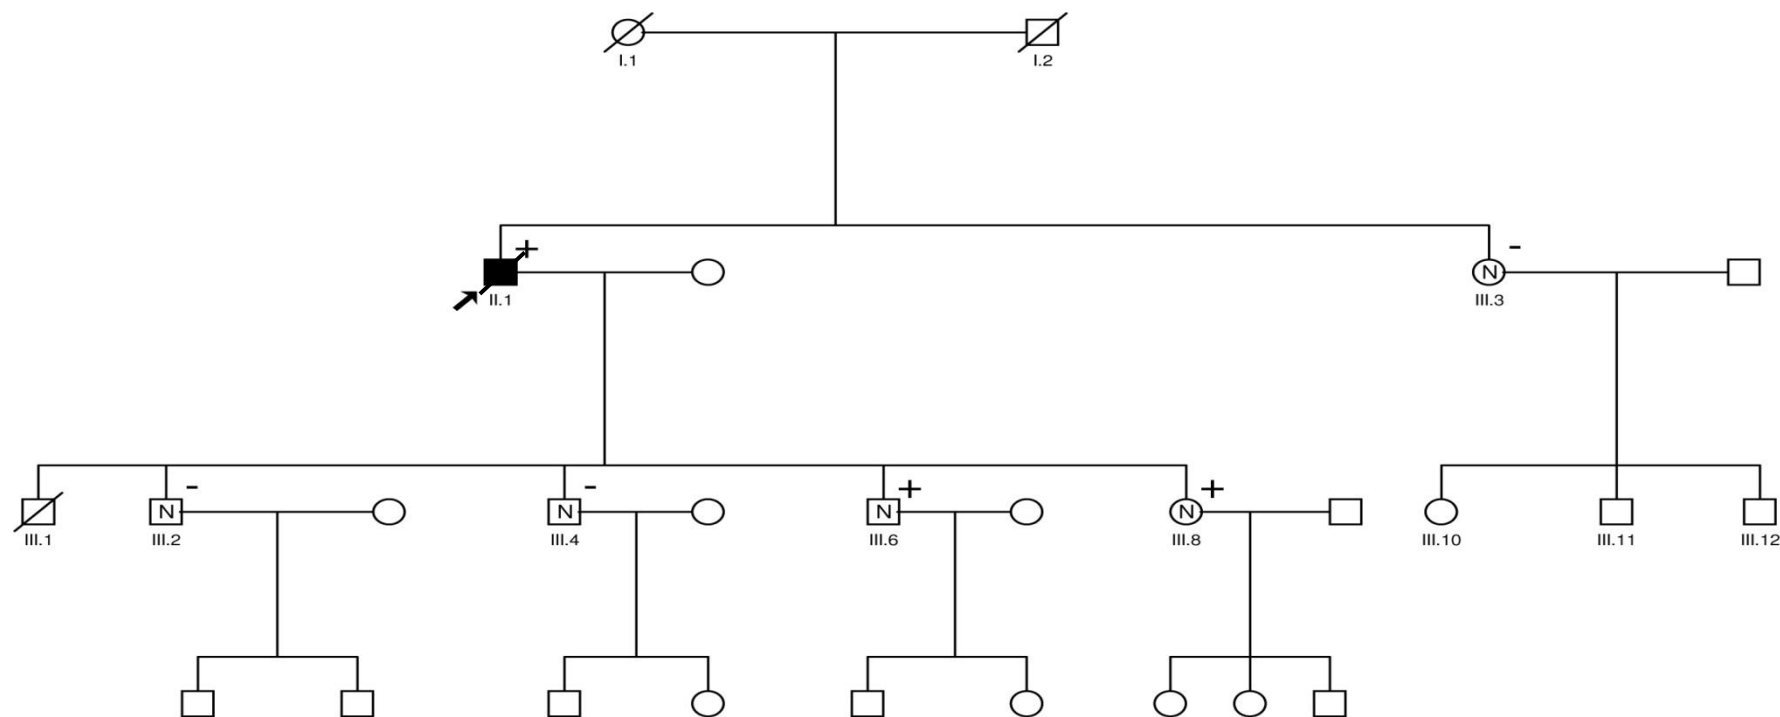 I.1 I.2
+ -
N
II.1 III.3
- - + +
N N N N
III.1 III.2 III.4 III.6 III.8 III.10 III.11 III.12